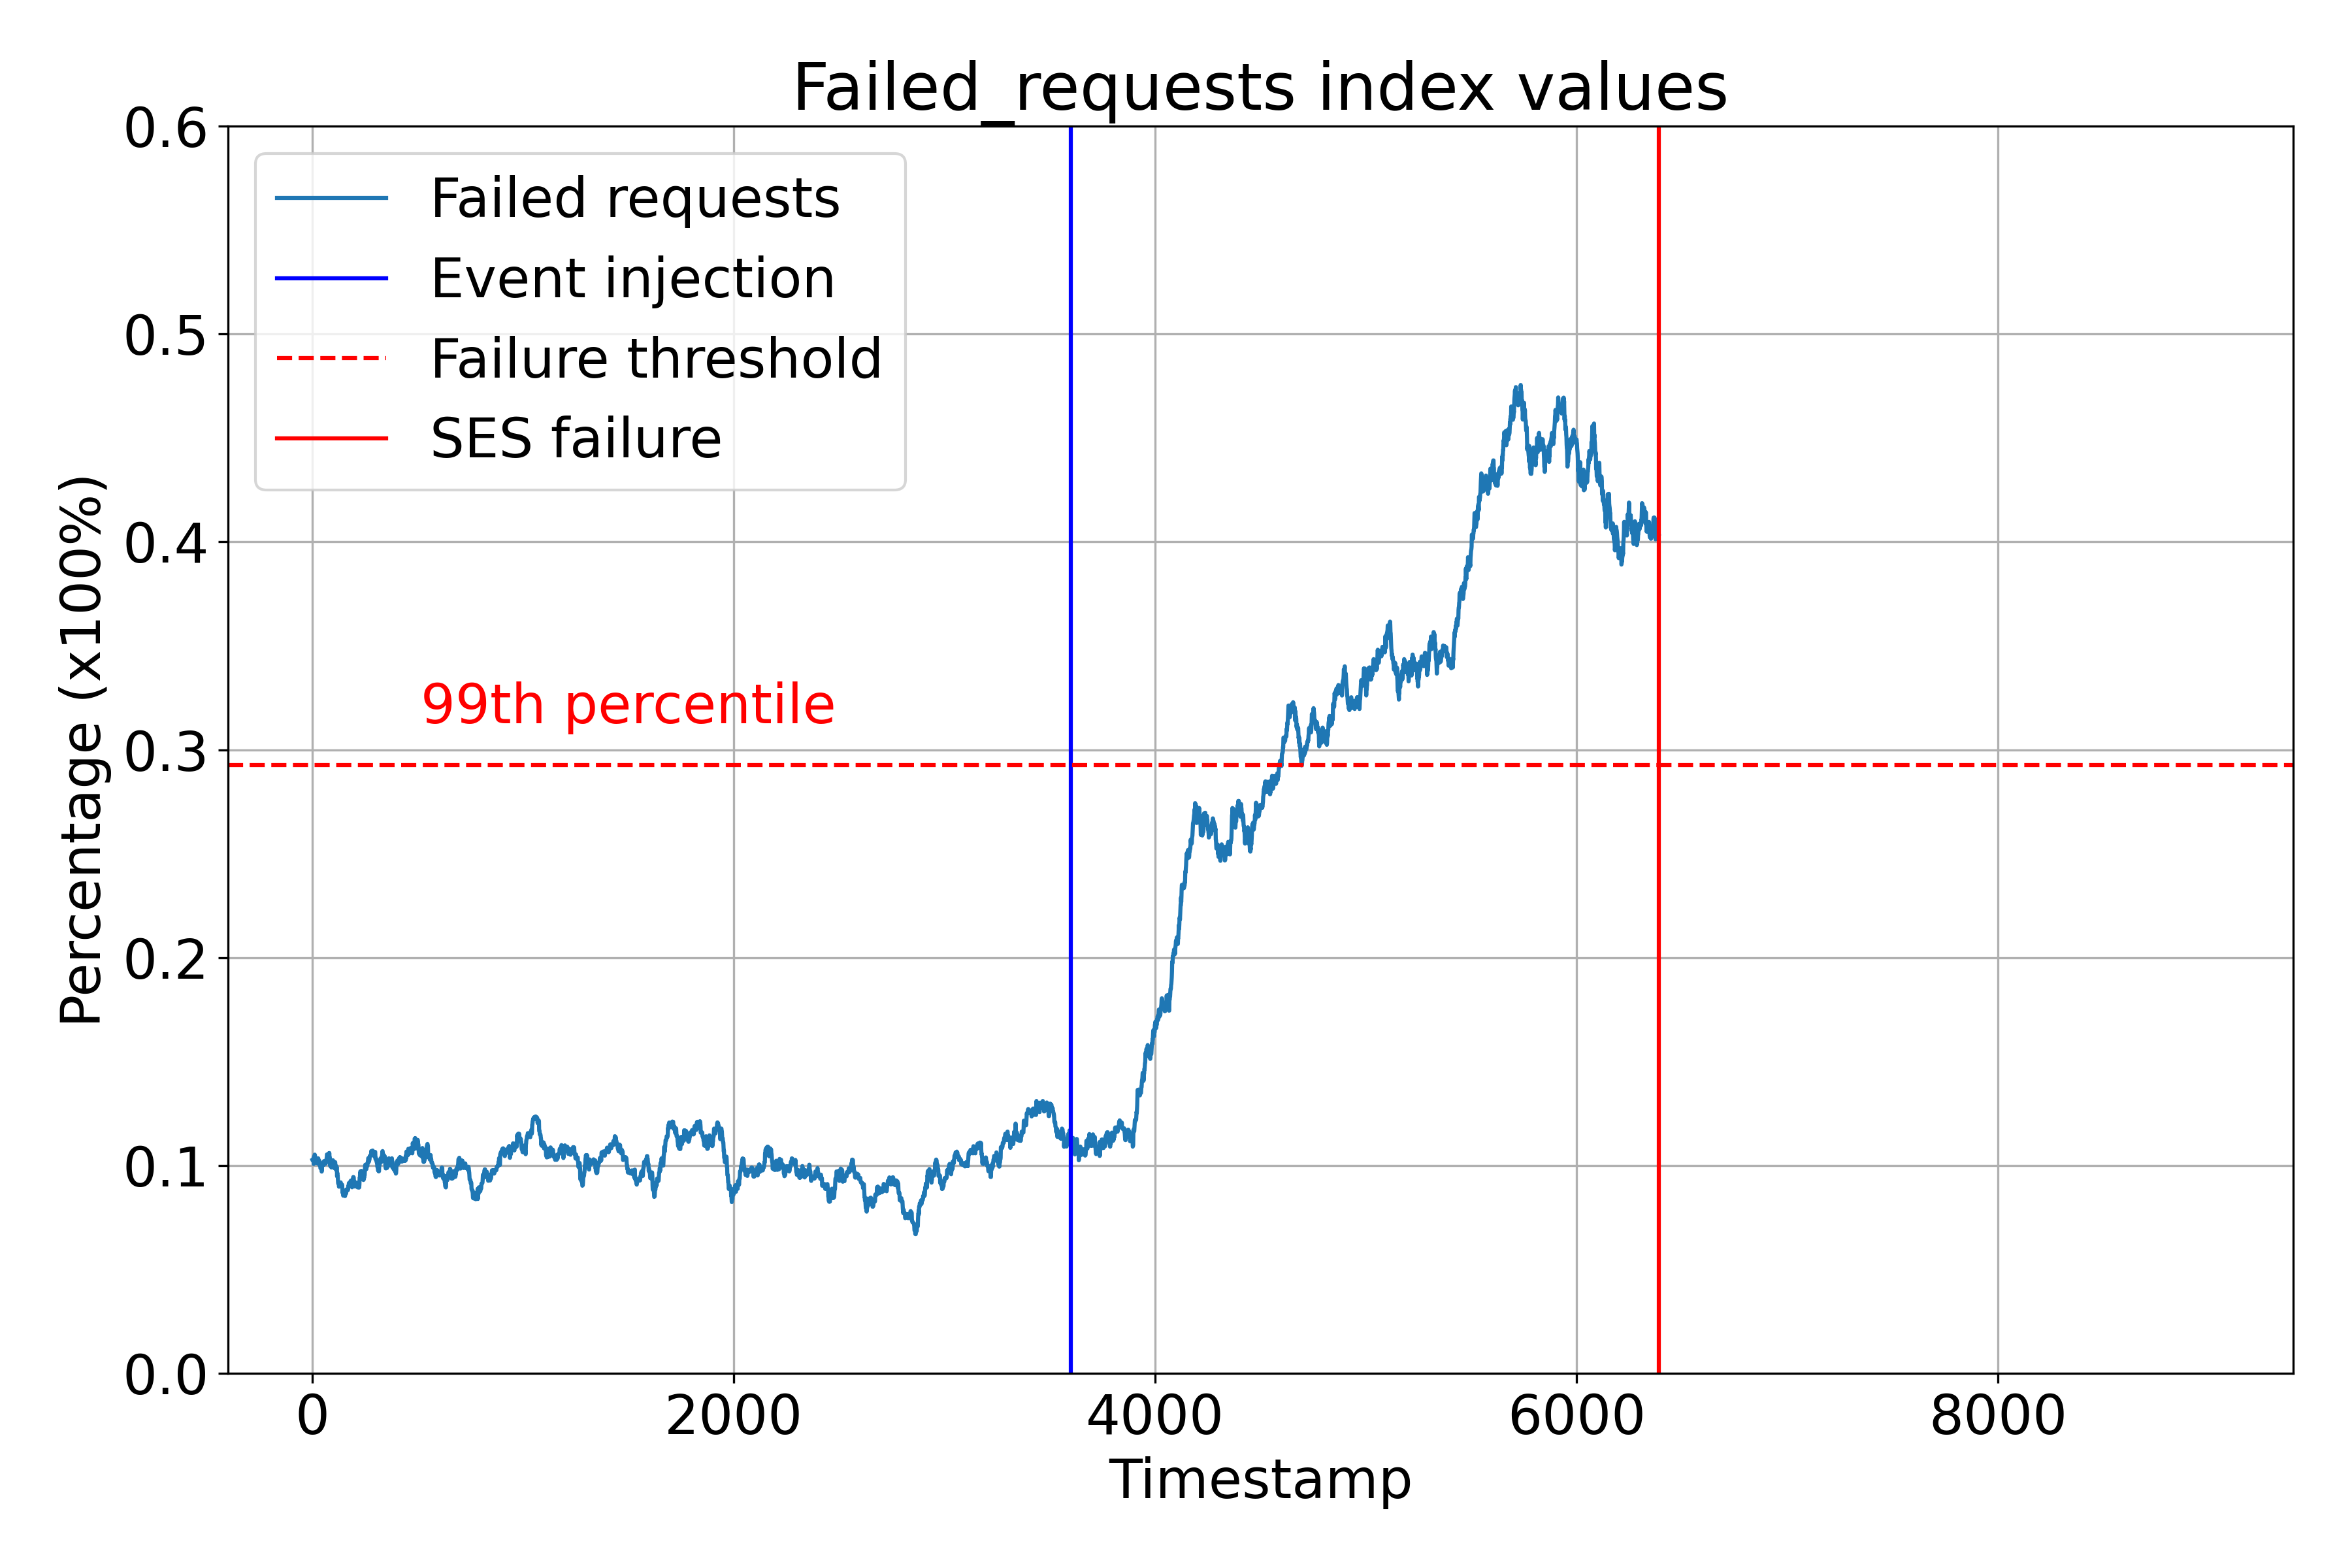 Failed_requests index values
0.6
0.5
0.4
0.3
0.2
0.1
0.0
Percentage (x100%)
Failed requests
Event injection
Failure threshold
SES failure
99th percentile
0 2000 4000 6000 8000
Timestamp